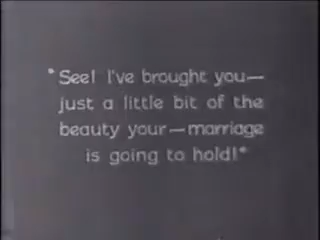 "See! I've brought you—
just a little bit of the
beauty your—marriage
is going to hold!"